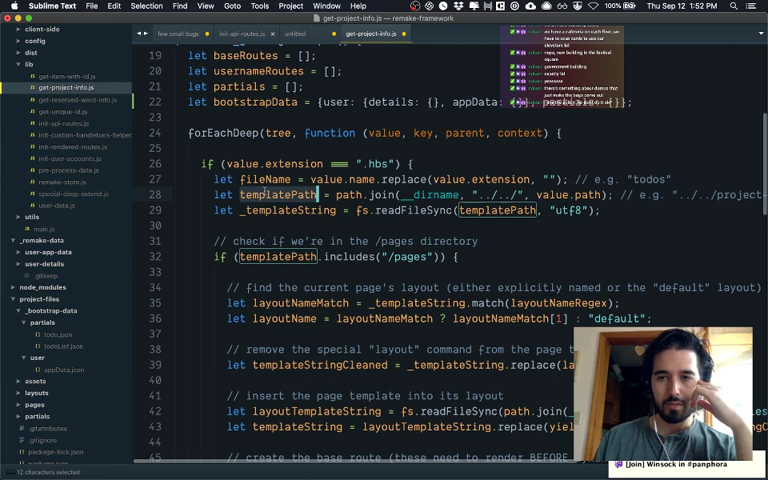 Sublime Text File Edit Selection Find View Goto Tools Project Window Help
100% Thu Sep 12 1:52 PM
get-project-info.js — remake-framework
few small bugs
init-api-routes.js
untitled
get-project-info.js
client-side
config
dist
lib
get-item-with-id.js
get-project-info.js
get-reserved-word-info.js
get-unique-id.js
init-api-routes.js
init-custom-handlebars-helper
init-rendered-routes.js
init-user-accounts.js
pre-process-data.js
remake-store.js
special-deep-extend.js
user-data.js
utils
main.js
_remake-data
user-app-data
user-details
.gitkeep
node_modules
project-files
_bootstrap-data
partials
todo.json
todoList.json
user
appData.json
assets
layouts
pages
partials
.gitattributes
.gitignore
package-lock.json
19 let baseRoutes = [];
20 let usernameRoutes = [];
21 let partials = [];
22 let bootstrapData = {user: {details: {}, appData:
23
24 forEachDeep(tree, function (value, key, parent, context) {
25
26 if (value.extension === ".hbs") {
27 let fileName = value.name.replace(value.extension, ""); // e.g. "todos"
28 let templatePath = path.join(__dirname, "../../", value.path); // e.g. "../../project-
29 let _templateString = fs.readFileSync(templatePath, "utf8");
30
31 // check if we're in the /pages directory
32 if (templatePath.includes("/pages")) {
33
34 // find the current page's layout (either explicitly named or the "default" layout)
35 let layoutNameMatch = _templateString.match(layoutNameRegex);
36 let layoutName = layoutNameMatch ? layoutNameMatch[1] : "default";
37
38 // remove the special "layout" command from the page t
39 let templateStringCleaned = _templateString.replace(la
40
41 // insert the page template into its layout
42 let layoutTemplateString = fs.readFileSync(path.join(_
43 let templateString = layoutTemplateString.replace(yiel
44
45 // create the base route (these need to render BEFORE
12 characters selected
[Join] Winsock in #panphora